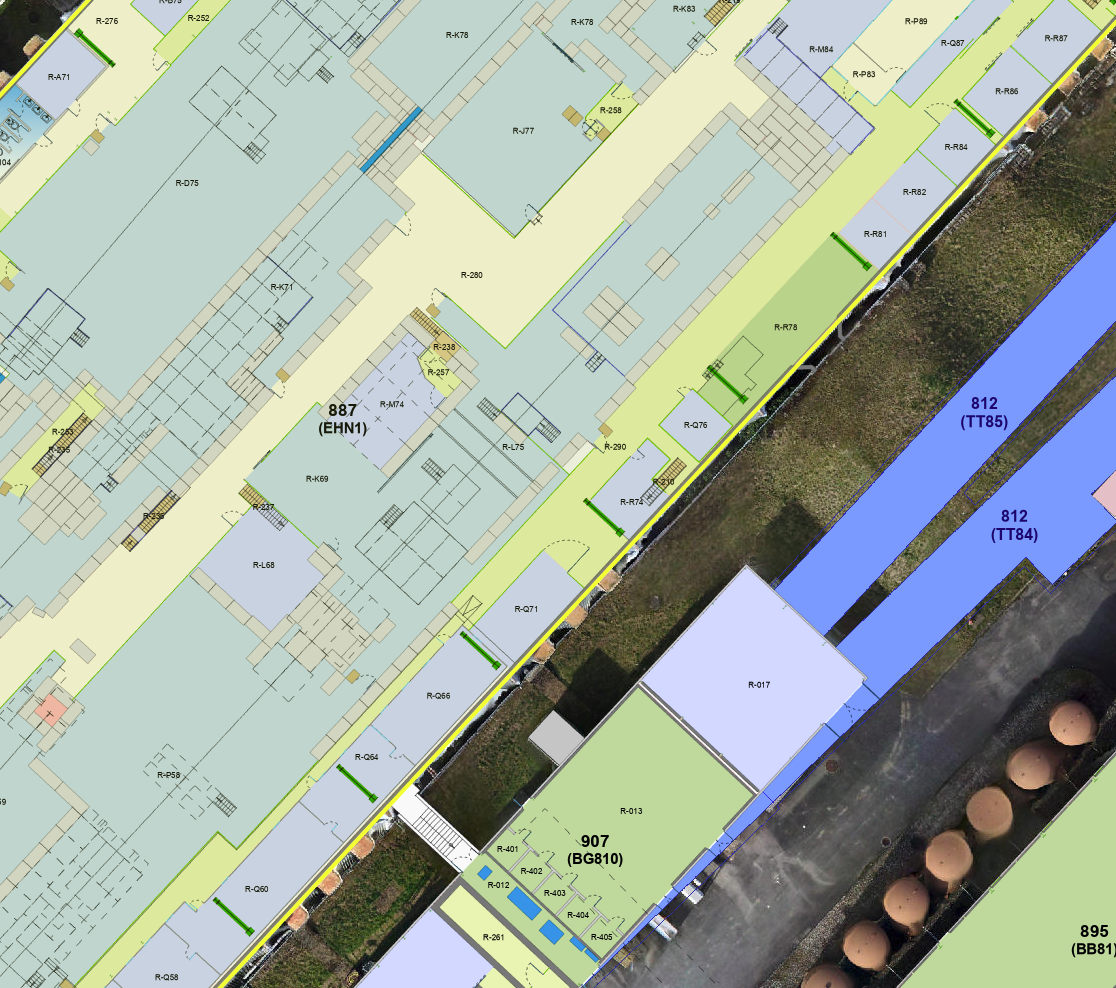 R-276
R-252
R-K78
R-K78
R-K83
R-P89
R-Q87
R-R87
R-M84
R-P83
R-A71
R-R86
R-258
R-J77
R-R84
R-D75
R-R82
R-R81
R-280
R-K71
R-R78
R-238
R-257
R-M74
887
(EHN1)
812
(TT85)
R-Q76
R-290
R-L75
R-K69
R-210
R-R74
R-237
R-236
812
(TT84)
R-L68
R-Q71
R-017
R-Q66
R-Q64
R-P58
R-013
907
(BG810)
R-401
R-402
R-012
R-403
R-404
R-405
R-Q60
R-261
R-Q58
895
(BB81)